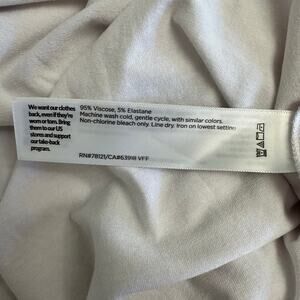 We want our clothes
back, even if they're
worn or torn. Bring
them to our US
stores and support
our take-back
program.
95% Viscose, 5% Elastane
Machine wash cold, gentle cycle, with similar colors.
Non-chlorine bleach only. Line dry. Iron on lowest setting
RN#78121/CA#63918 VFF